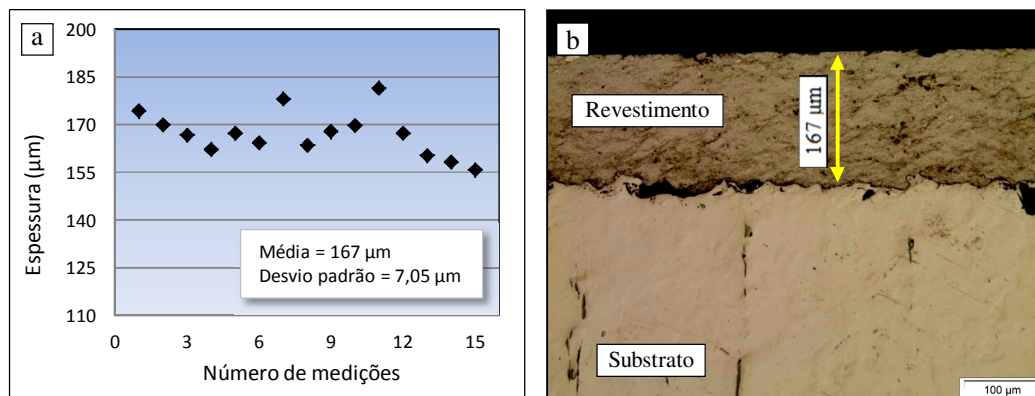 a
200
185
170
155
140
125
110
Espessura (µm)
Média = 167 µm
Desvio padrão = 7,05 µm
0 3 6 9 12 15
Número de medições
b
Revestimento
167 µm
Substrato
100 µm